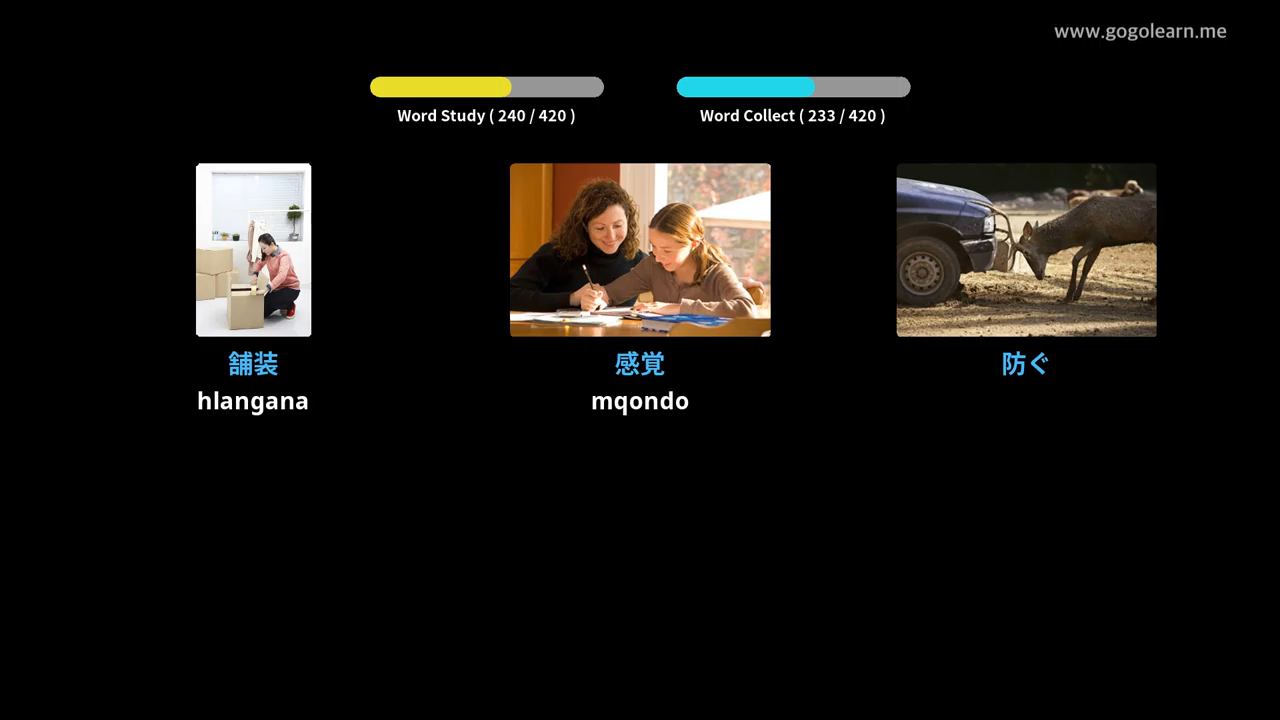 www.gogolearn.me
Word Study ( 240 / 420 )
Word Collect ( 233 / 420 )
舗装
感覚
防ぐ
hlangana
mqondo